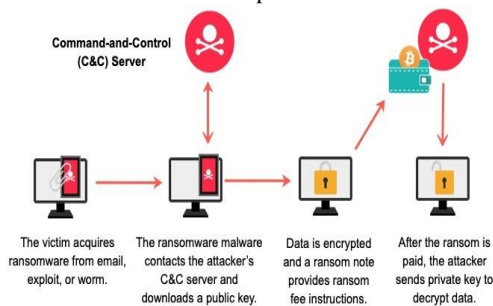 Command-and-Control
(C&C) Server
The victim acquires
ransomware from email,
exploit, or worm.
The ransomware malware
contacts the attacker's
C&C server and
downloads a public key.
Data is encrypted
and a ransom note
provides ransom
fee instructions.
After the ransom is
paid, the attacker
sends private key to
decrypt data.